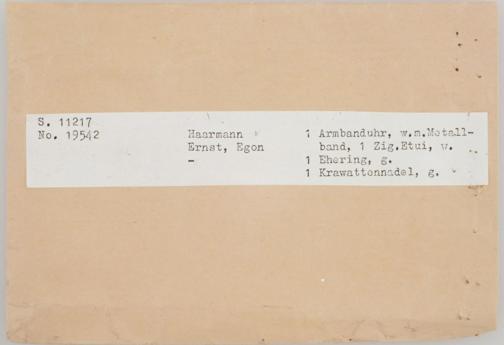 S. 11217
No. 19542
Haarmann
Ernst, Egon
-
1 Armbanduhr, w.m.Metall-
band, 1 Zig.Etui, w.
1 Ehering, g.
1 Krawattennadel, g.